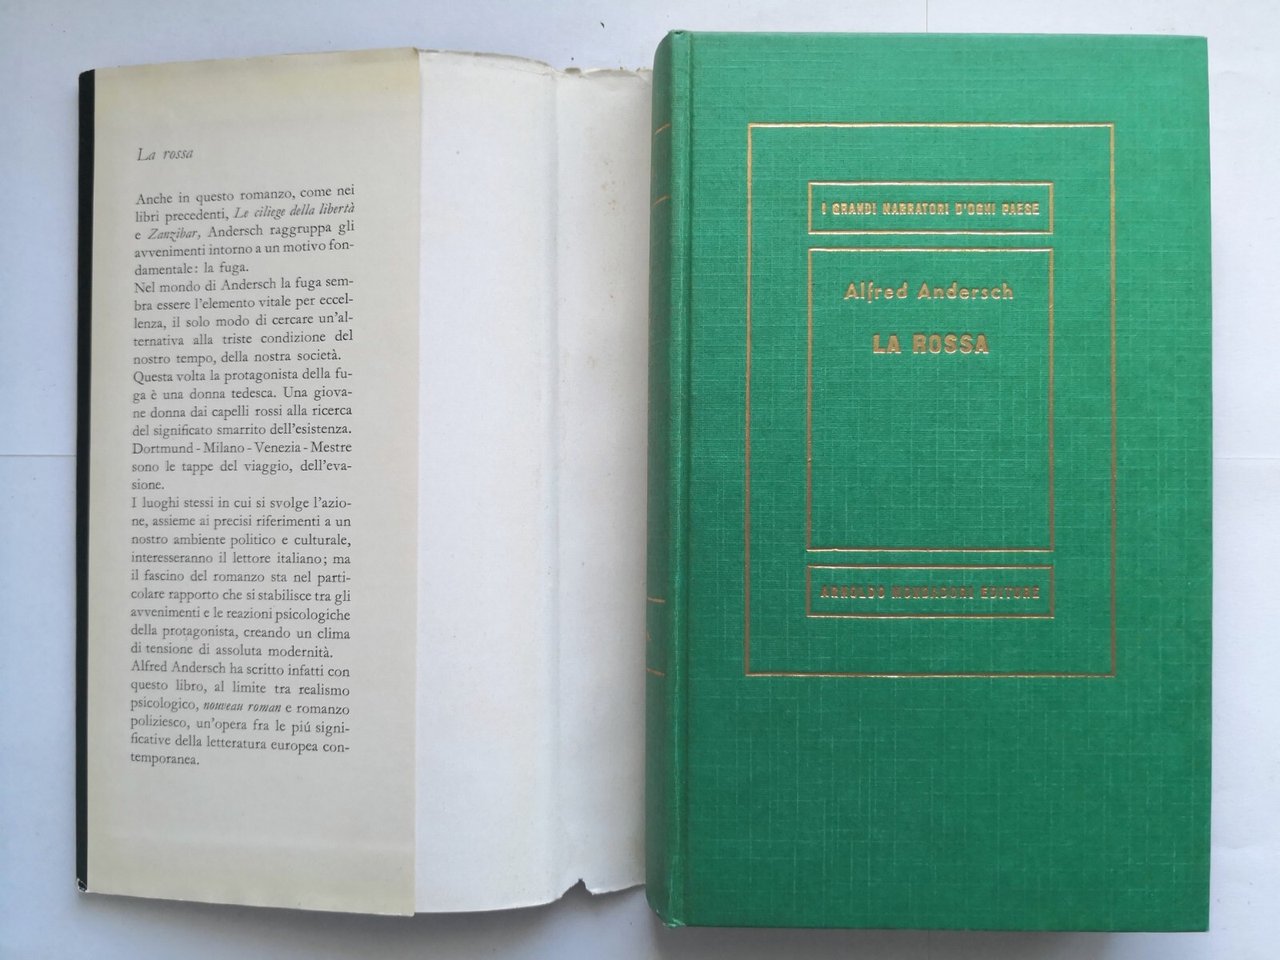 La rossa
Anche in questo romanzo, come nei
libri precedenti, Le ciliege della libertà
e Zanzibar, Andersch raggruppa gli
avvenimenti intorno a un motivo fon-
damentale: la fuga.
Nel mondo di Andersch la fuga sem-
bra essere l'elemento vitale per eccel-
lenza, il solo modo di cercare un'al-
ternativa alla triste condizione del
nostro tempo, della nostra società.
Questa volta la protagonista della fu-
ga è una donna tedesca. Una giova-
ne donna dai capelli rossi alla ricerca
del significato smarrito dell'esistenza.
Dortmund - Milano - Venezia - Mestre
sono le tappe del viaggio, dell'eva-
sione.
I luoghi stessi in cui si svolge l'azio-
ne, assieme ai precisi riferimenti a un
nostro ambiente politico e culturale,
interesseranno il lettore italiano; ma
il fascino del romanzo sta nel parti-
colare rapporto che si stabilisce tra gli
avvenimenti e le reazioni psicologiche
della protagonista, creando un clima
di tensione di assoluta modernità.
Alfred Andersch ha scritto infatti con
questo libro, al limite tra realismo
psicologico, nouveau roman e romanzo
poliziesco, un'opera fra le piú signi-
ficative della letteratura europea con-
temporanea.
I GRANDI NARRATORI D'OGNI PAESE
Alfred Andersch
LA ROSSA
ARNOLDO MONDADORI EDITORE